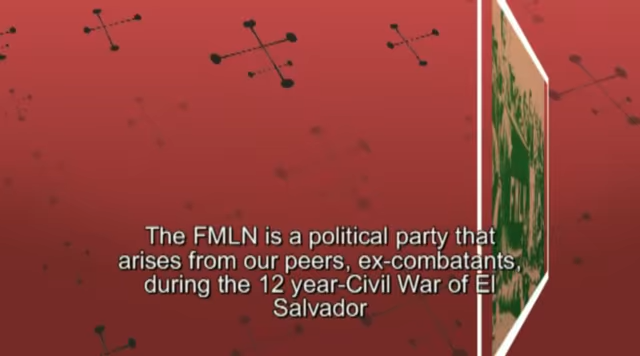 The FMLN is a political party that
arises from our peers, ex-combatants,
during the 12 year-Civil War of El
Salvador